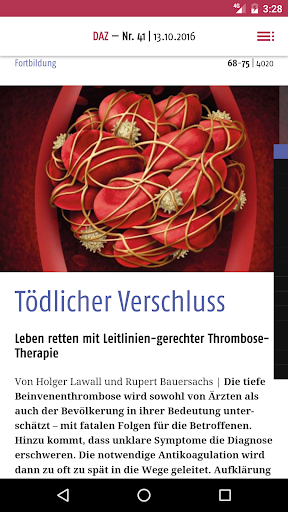 4G 3:28
DAZ – Nr. 41 | 13.10.2016
Fortbildung 68-75 | 4020
Tödlicher Verschluss
Leben retten mit Leitlinien-gerechter Thrombose-
Therapie
Von Holger Lawall und Rupert Bauersachs | Die tiefe
Beinvenenthrombose wird sowohl von Ärzten als
auch der Bevölkerung in ihrer Bedeutung unter-
schätzt – mit fatalen Folgen für die Betroffenen.
Hinzu kommt, dass unklare Symptome die Diagnose
erschweren. Die notwendige Antikoagulation wird
dann zu oft zu spät in die Wege geleitet. Aufklärung